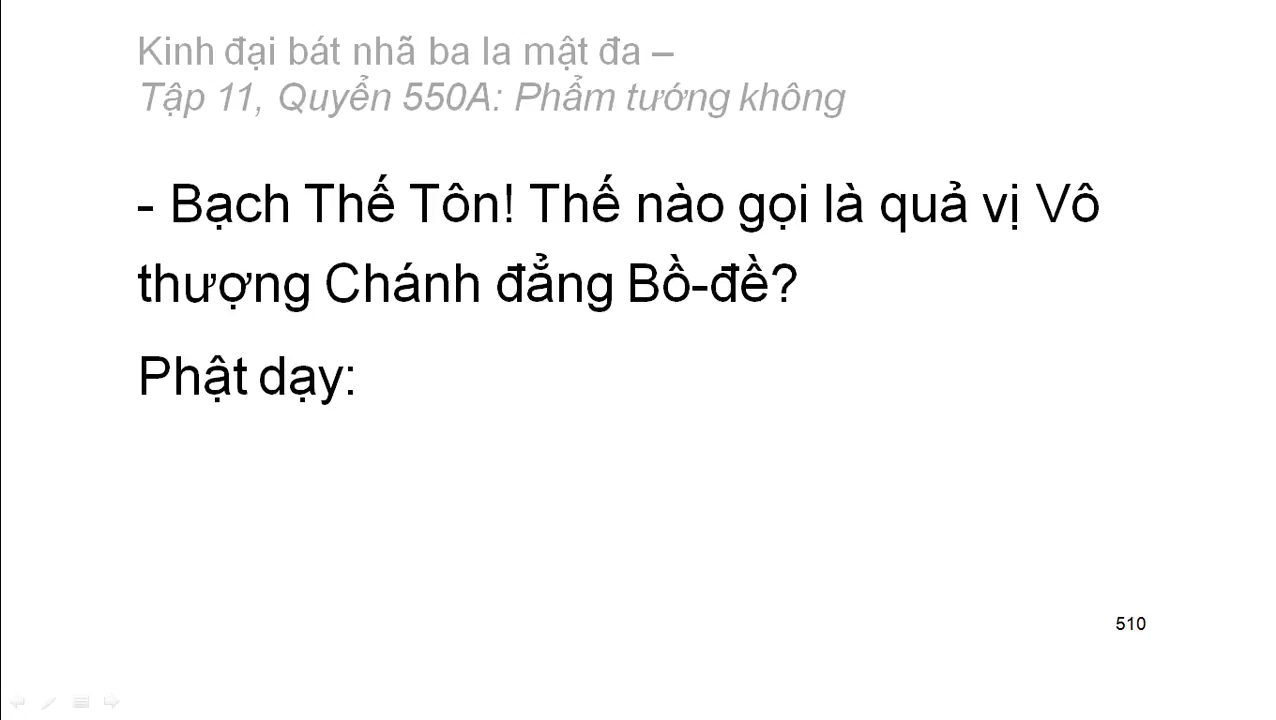 Kinh đại bát nhã ba la mật đa –
Tập 11, Quyển 550A: Phẩm tướng không
- Bạch Thế Tôn! Thế nào gọi là quả vị Vô
thượng Chánh đẳng Bồ-đề?
Phật dạy:
510